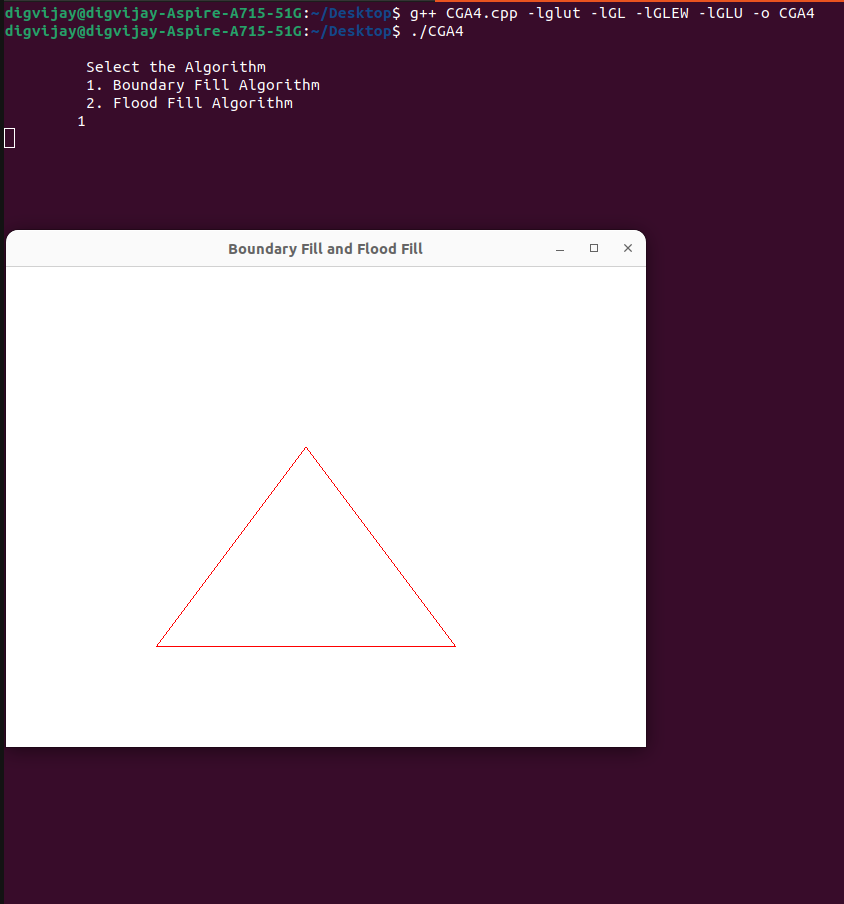 digvijay@digvijay-Aspire-A715-51G:~/Desktop$ g++ CGA4.cpp -lglut -lGL -lGLEW -lGLU -o CGA4
digvijay@digvijay-Aspire-A715-51G:~/Desktop$ ./CGA4
Select the Algorithm
1. Boundary Fill Algorithm
2. Flood Fill Algorithm
1
Boundary Fill and Flood Fill